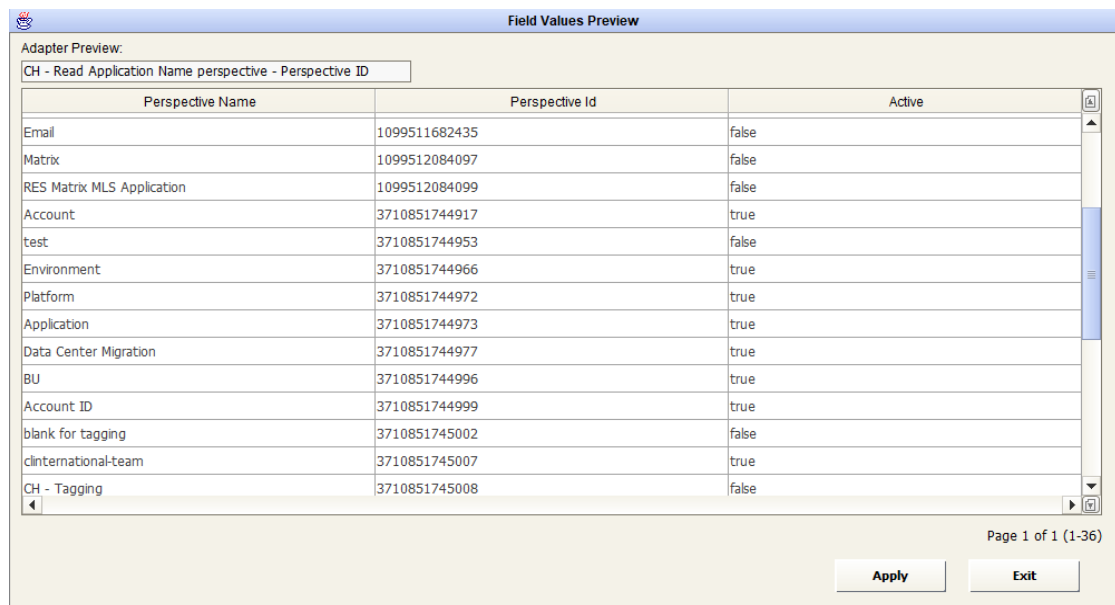 Field Values Preview
Adapter Preview:
CH - Read Application Name perspective - Perspective ID
Perspective Name Perspective Id Active
Email 1099511682435 false
Matrix 1099512084097 false
RES Matrix MLS Application 1099512084099 false
Account 3710851744917 true
test 3710851744953 false
Environment 3710851744966 true
Platform 3710851744972 true
Application 3710851744973 true
Data Center Migration 3710851744977 true
BU 3710851744996 true
Account ID 3710851744999 true
blank for tagging 3710851745002 false
clinternational-team 3710851745007 true
CH - Tagging 3710851745008 false
Page 1 of 1 (1-36)
Apply Exit